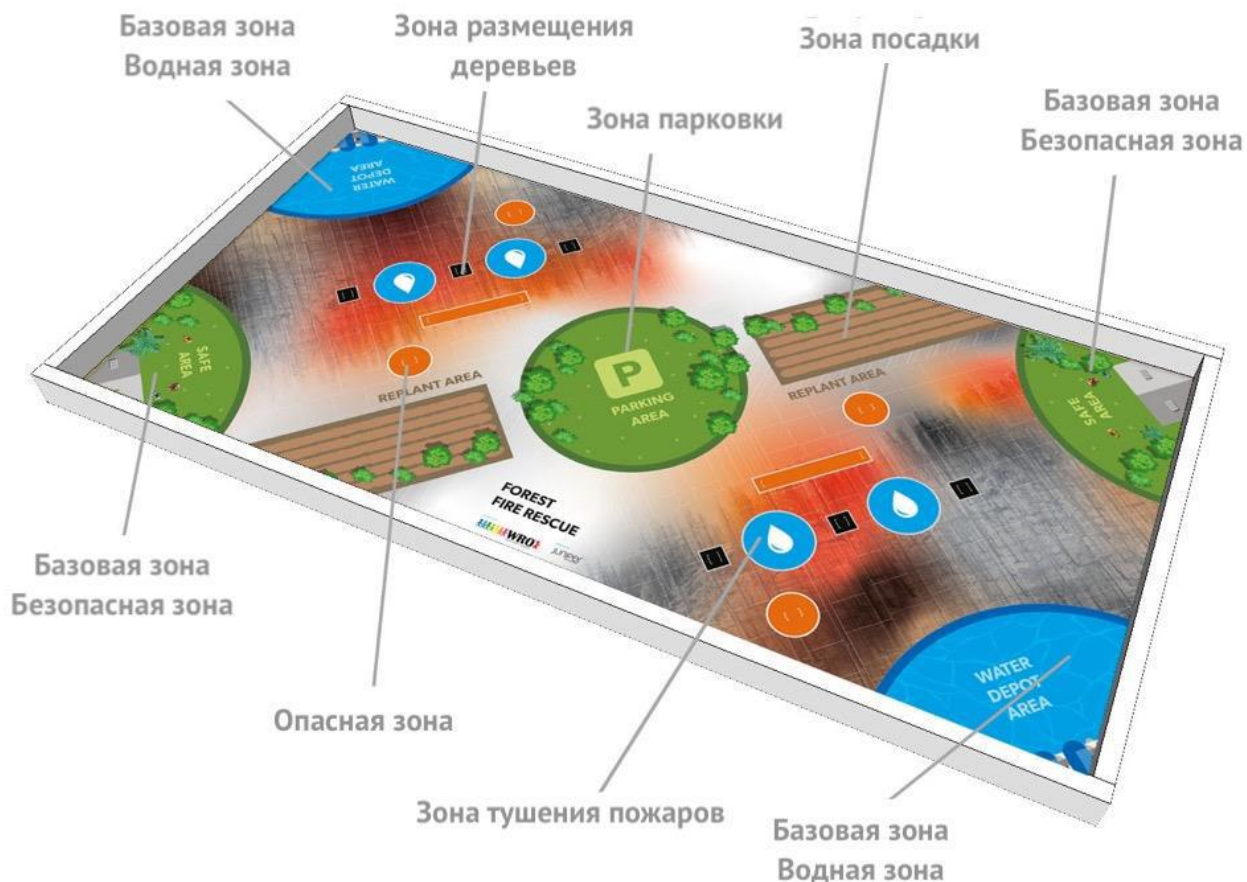 Базовая зона
Водная зона
Зона размещения
деревьев
Зона посадки
Зона парковки
Базовая зона
Безопасная зона
WATER
DEPOT
AREA
SAFE
AREA
REPLANT AREA
P
PARKING
AREA
REPLANT AREA
SAFE
AREA
FOREST
FIRE RESCUE
WRO
juniper
WATER
DEPOT
AREA
Базовая зона
Безопасная зона
Опасная зона
Зона тушения пожаров
Базовая зона
Водная зона